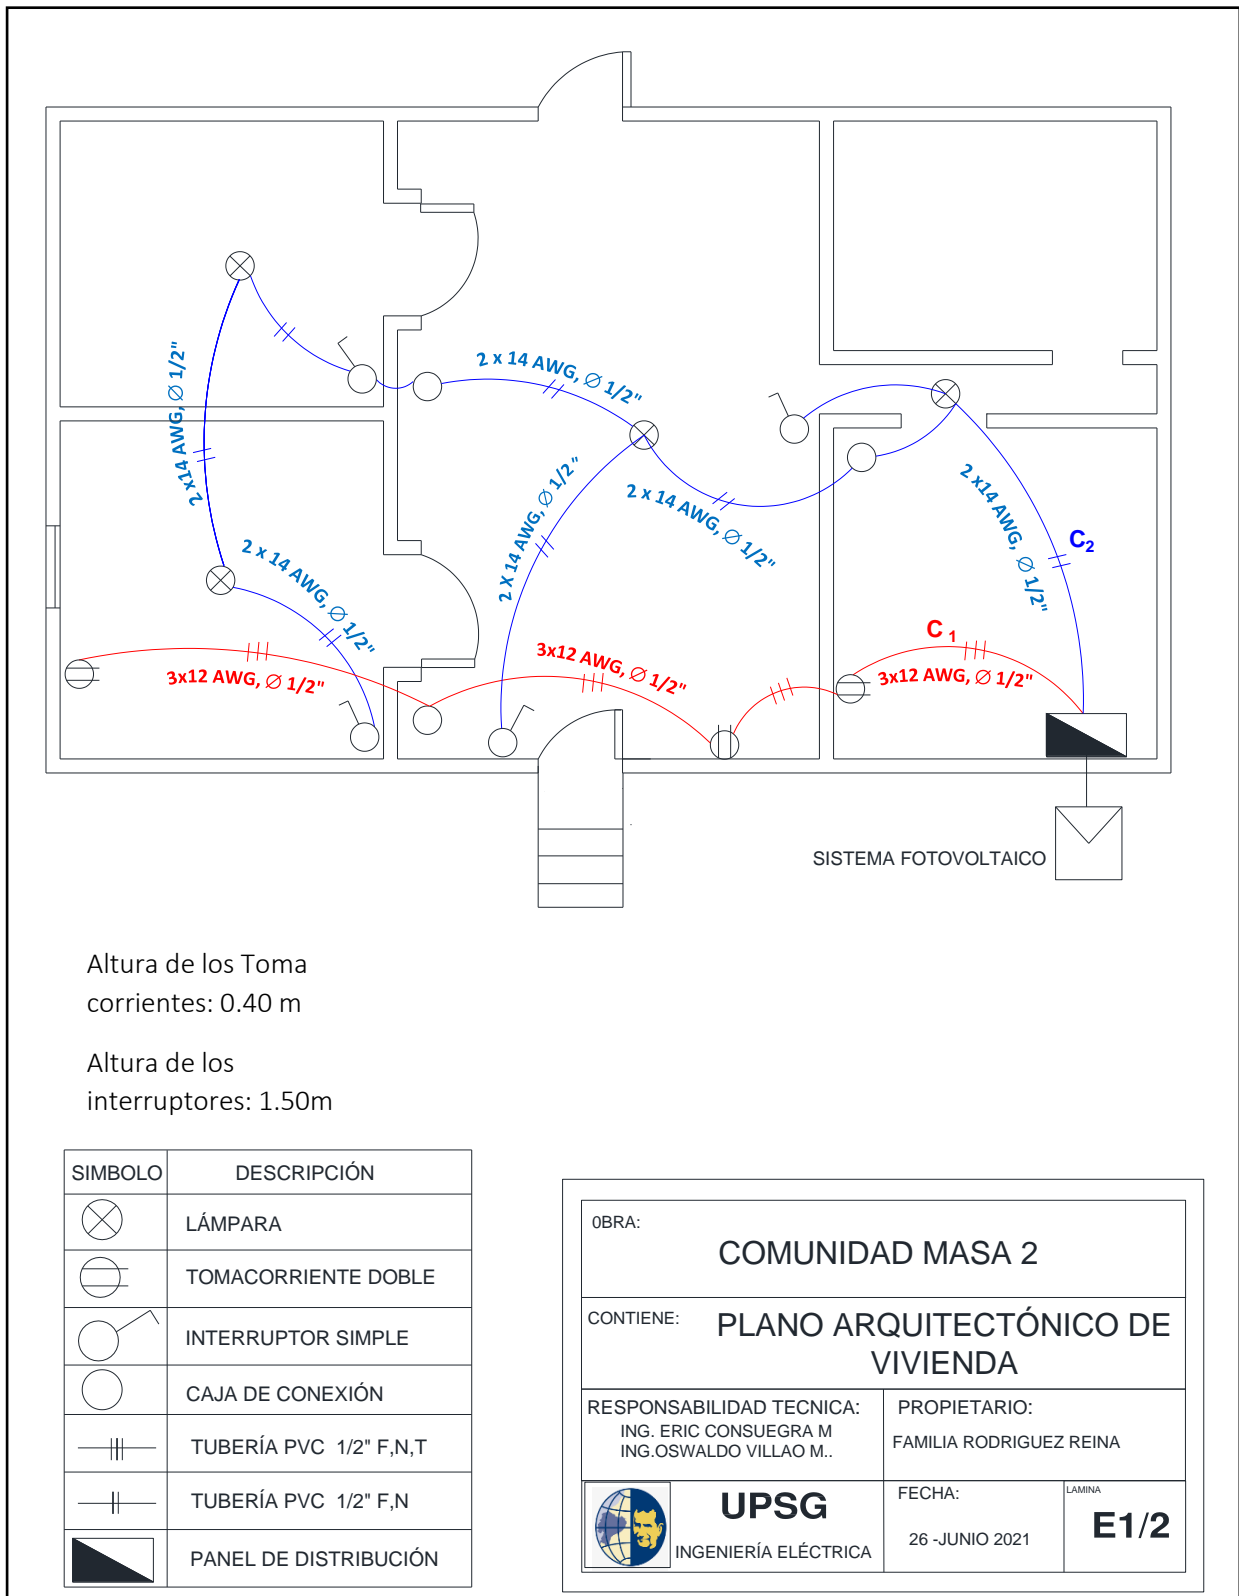 2 x 14 AWG, ∅ 1/2"
2 x14 AWG, ∅ 1/2"
2 x 14 AWG, ∅ 1/2"
2 X 14 AWG, ∅ 1/2"
2 x 14 AWG, ∅ 1/2"
2 x14 AWG, ∅ 1/2"
C2
2 x 14 AWG, ∅ 1/2"
C 1
3x12 AWG, ∅ 1/2"
3x12 AWG, ∅ 1/2"
3x12 AWG, ∅ 1/2"
SISTEMA FOTOVOLTAICO
Altura de los Toma
corrientes: 0.40 m
Altura de los
interruptores: 1.50m
SIMBOLO DESCRIPCIÓN
LÁMPARA
TOMACORRIENTE DOBLE
INTERRUPTOR SIMPLE
CAJA DE CONEXIÓN
TUBERÍA PVC 1/2" F,N,T
TUBERÍA PVC 1/2" F,N
PANEL DE DISTRIBUCIÓN
0BRA:
COMUNIDAD MASA 2
CONTIENE: PLANO ARQUITECTÓNICO DE
VIVIENDA
RESPONSABILIDAD TECNICA:
ING. ERIC CONSUEGRA M
ING.OSWALDO VILLAO M..
PROPIETARIO:
FAMILIA RODRIGUEZ REINA
UPSG
INGENIERÍA ELÉCTRICA
FECHA:
26 -JUNIO 2021
LAMINA
E1/2